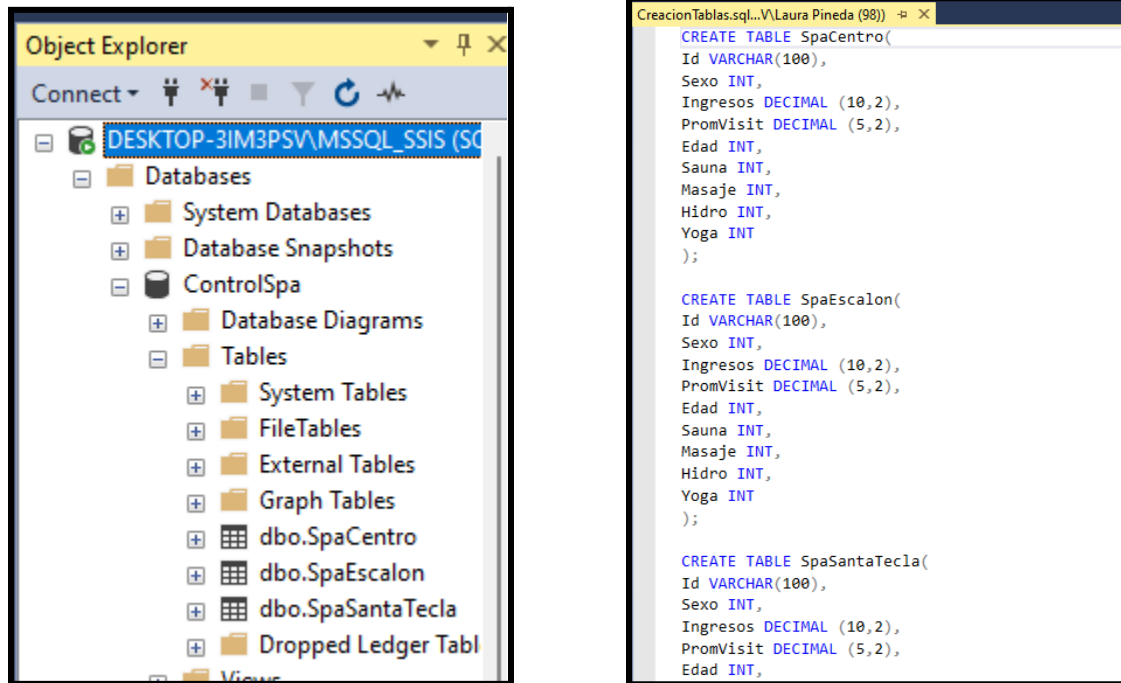 Object Explorer
Connect
DESKTOP-3IM3PSV\MSSQL_SSIS (SQ
Databases
System Databases
Database Snapshots
ControlSpa
Database Diagrams
Tables
System Tables
FileTables
External Tables
Graph Tables
dbo.SpaCentro
dbo.SpaEscalon
dbo.SpaSantaTecla
Dropped Ledger Tabl
Views
CreacionTablas.sql...V\Laura Pineda (98))
CREATE TABLE SpaCentro(
Id VARCHAR(100),
Sexo INT,
Ingresos DECIMAL (10,2),
PromVisit DECIMAL (5,2),
Edad INT,
Sauna INT,
Masaje INT,
Hidro INT,
Yoga INT
);
CREATE TABLE SpaEscalon(
Id VARCHAR(100),
Sexo INT,
Ingresos DECIMAL (10,2),
PromVisit DECIMAL (5,2),
Edad INT,
Sauna INT,
Masaje INT,
Hidro INT,
Yoga INT
);
CREATE TABLE SpaSantaTecla(
Id VARCHAR(100),
Sexo INT,
Ingresos DECIMAL (10,2),
PromVisit DECIMAL (5,2),
Edad INT,